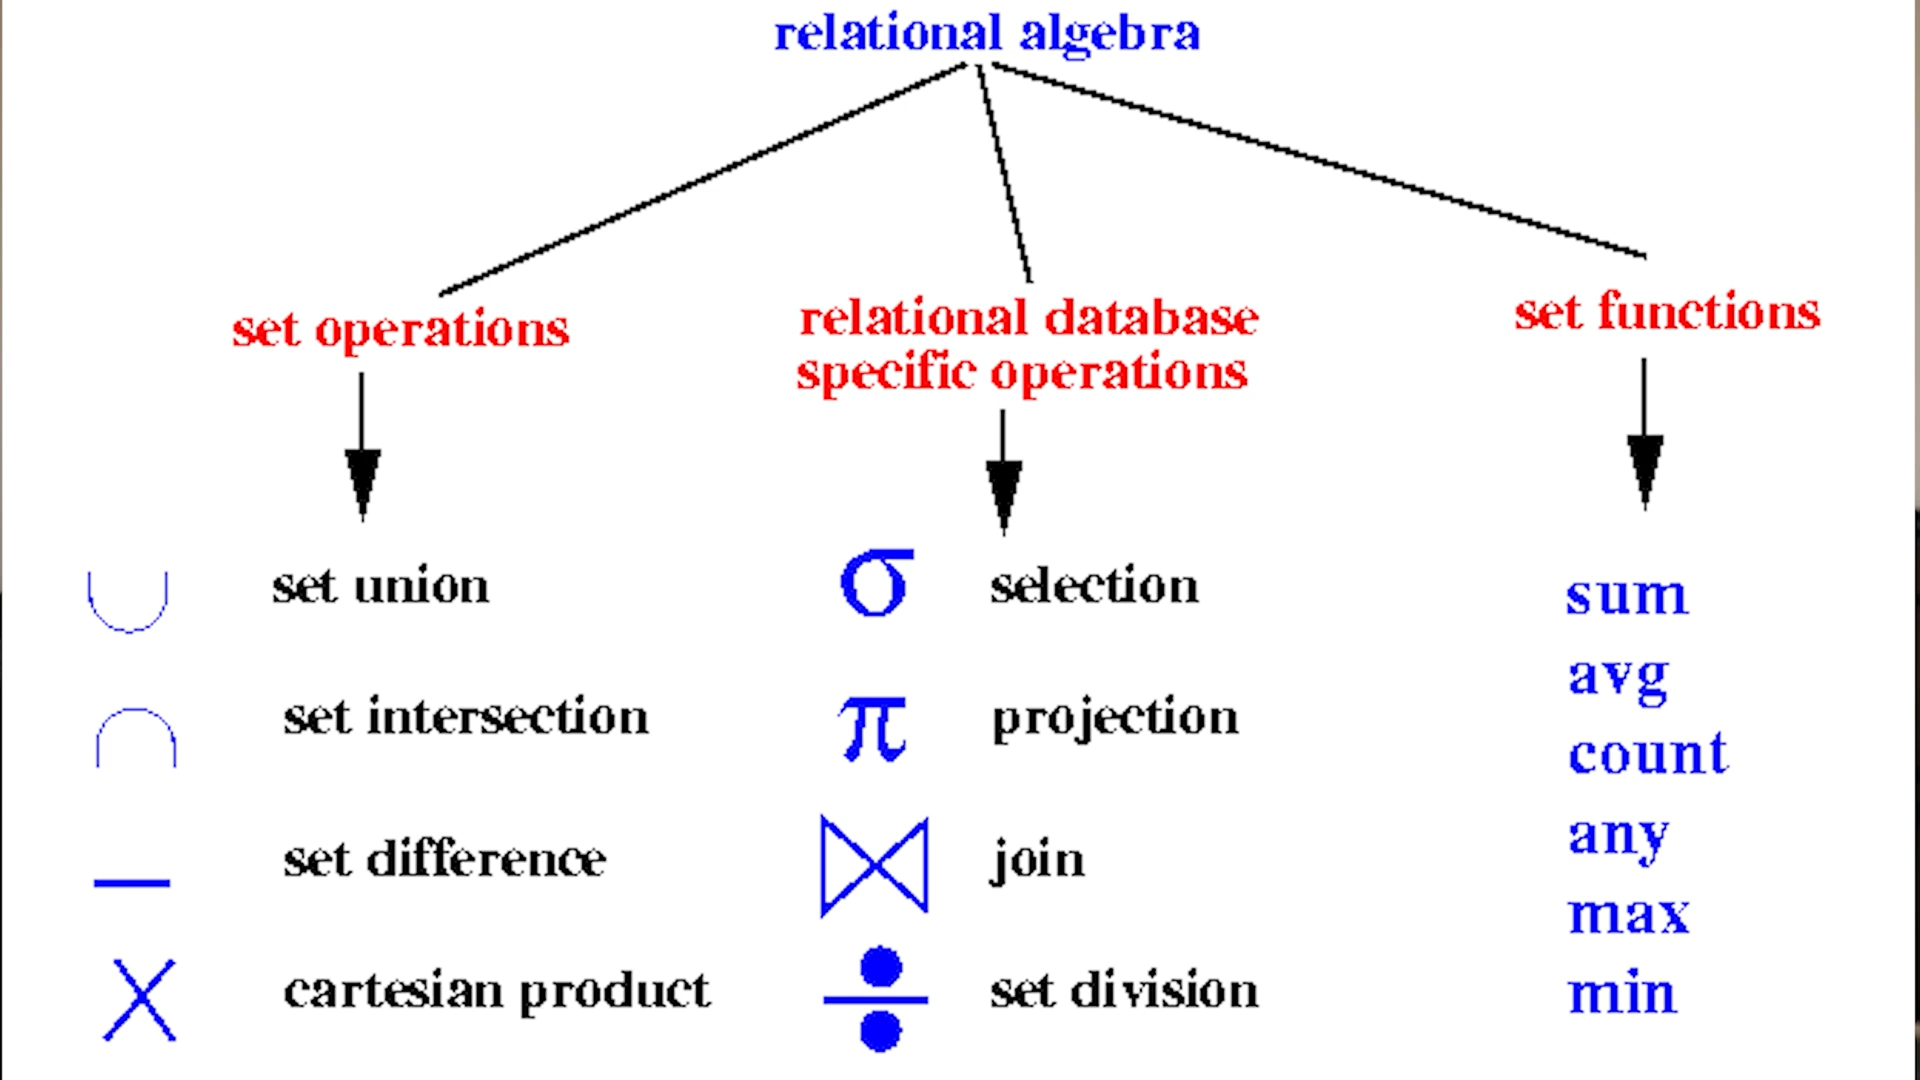 relational algebra
set operations
relational database
specific operations
set functions
∪ set union
∩ set intersection
− set difference
× cartesian product
σ selection
π projection
⋈ join
÷ set division
sum
avg
count
any
max
min